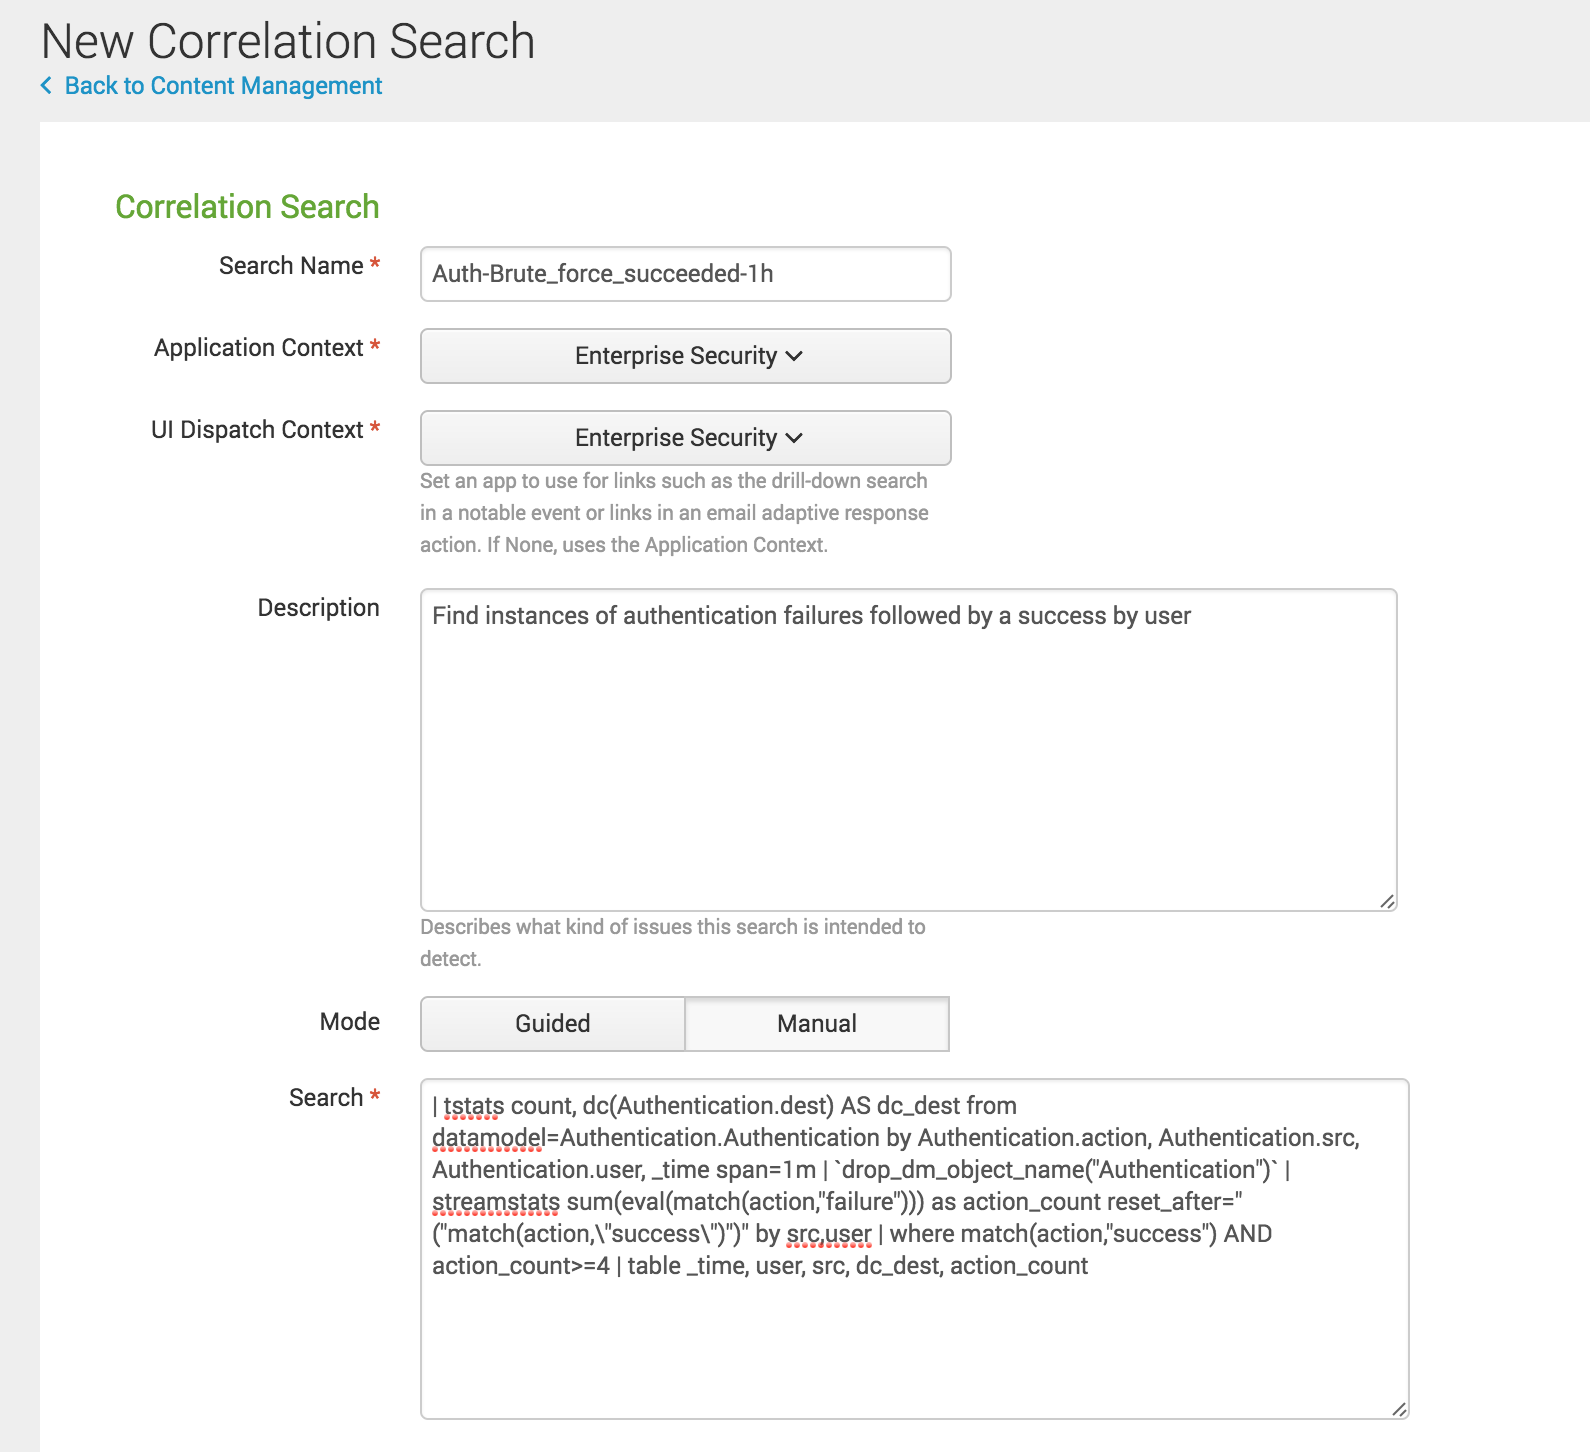 New Correlation Search
Back to Content Management
Correlation Search
Search Name *
Auth-Brute_force_succeeded-1h
Application Context *
Enterprise Security
UI Dispatch Context *
Enterprise Security
Set an app to use for links such as the drill-down search
in a notable event or links in an email adaptive response
action. If None, uses the Application Context.
Description
Find instances of authentication failures followed by a success by user
Describes what kind of issues this search is intended to
detect.
Mode
Guided
Manual
Search *
| tstats count, dc(Authentication.dest) AS dc_dest from
datamodel=Authentication.Authentication by Authentication.action, Authentication.src,
Authentication.user, _time span=1m | `drop_dm_object_name("Authentication")` |
streamstats sum(eval(match(action,"failure"))) as action_count reset_after="
("match(action,\"success\")")" by src,user | where match(action,"success") AND
action_count>=4 | table _time, user, src, dc_dest, action_count